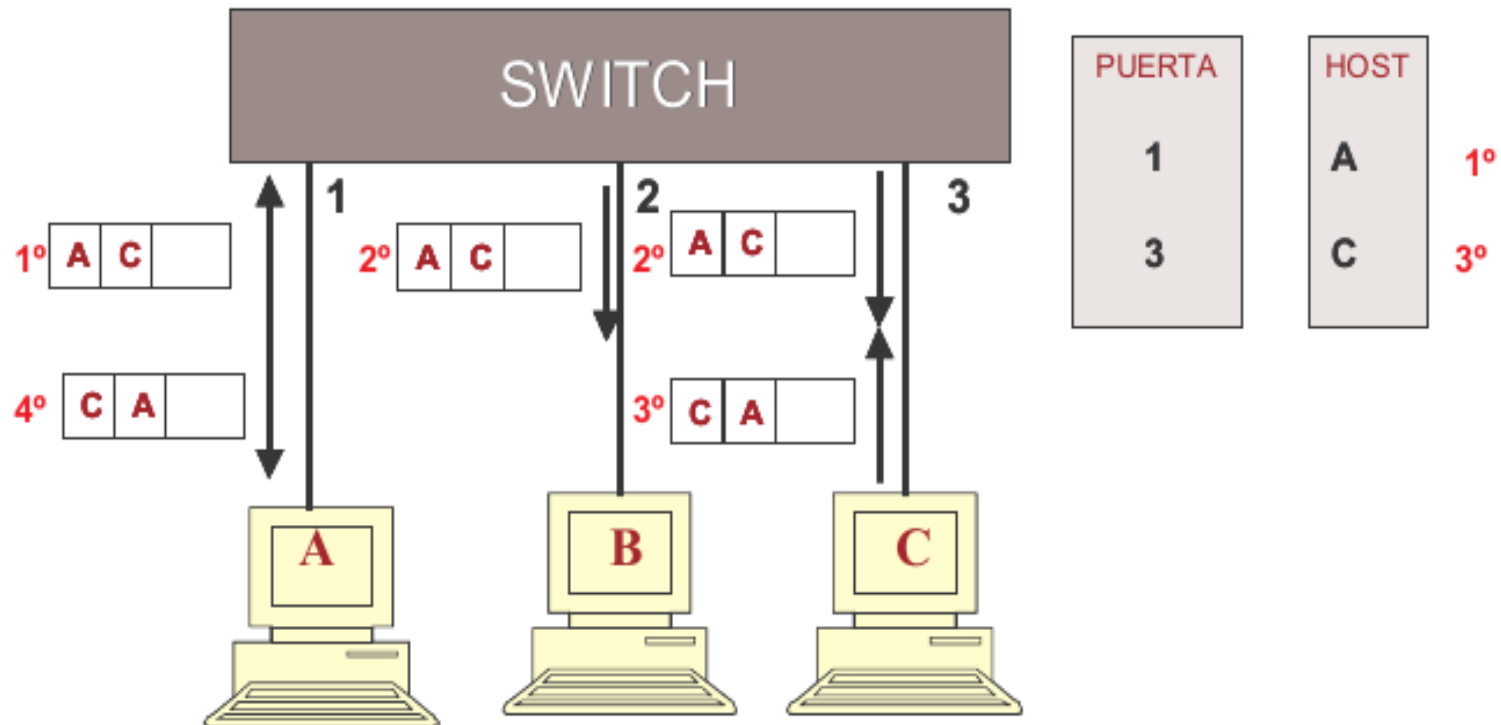 SWITCH
PUERTA
HOST
1
A
1º
3
C
3º
1
2
3
1º A C
2º A C
2º A C
4º C A
3º C A
A
B
C